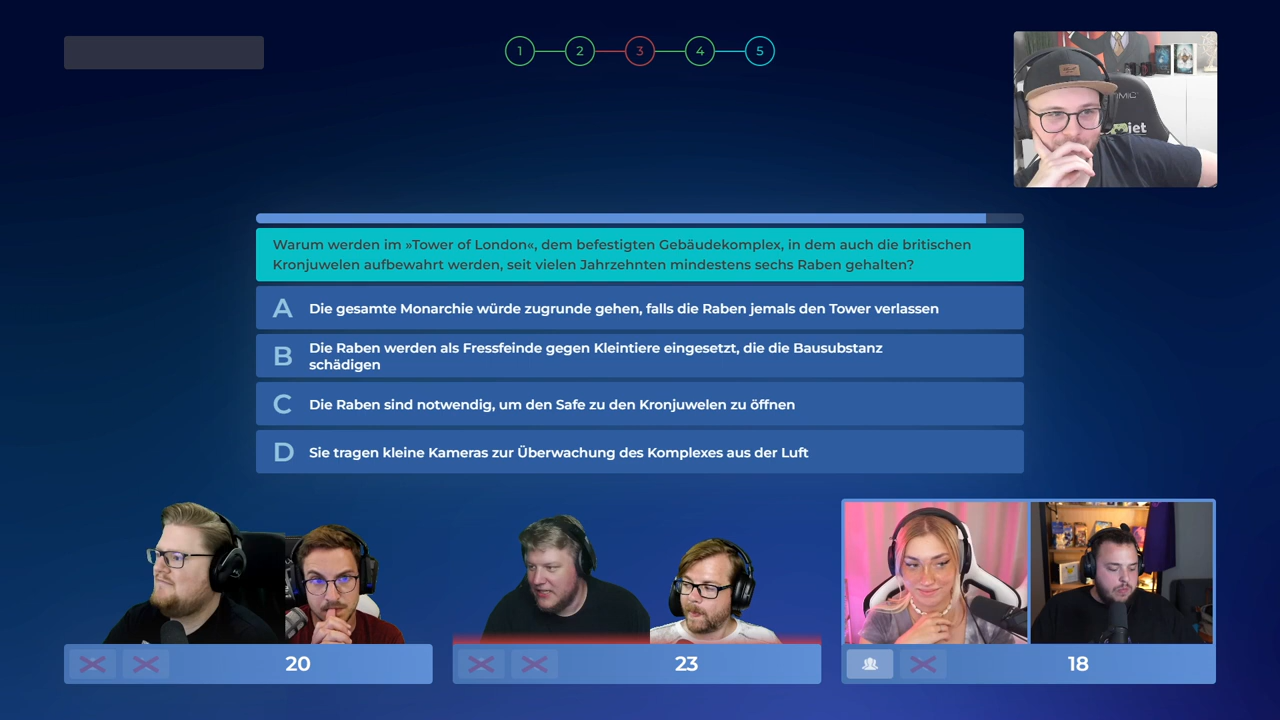 1 2 3 4 5
Warum werden im »Tower of London«, dem befestigten Gebäudekomplex, in dem auch die britischen
Kronjuwelen aufbewahrt werden, seit vielen Jahrzehnten mindestens sechs Raben gehalten?
A Die gesamte Monarchie würde zugrunde gehen, falls die Raben jemals den Tower verlassen
B Die Raben werden als Fressfeinde gegen Kleintiere eingesetzt, die die Bausubstanz
schädigen
C Die Raben sind notwendig, um den Safe zu den Kronjuwelen zu öffnen
D Sie tragen kleine Kameras zur Überwachung des Komplexes aus der Luft
20 23 18